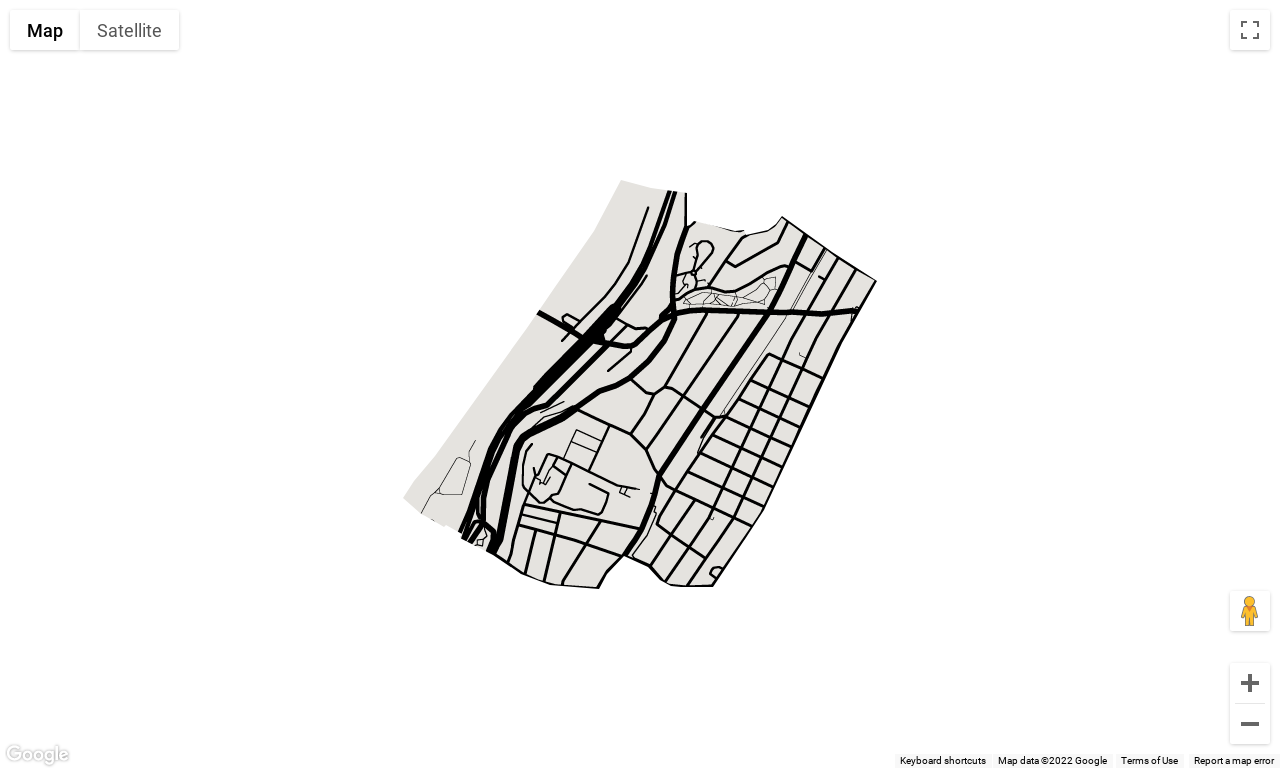 Map Satellite
Google
Keyboard shortcuts Map data ©2022 Google Terms of Use Report a map error